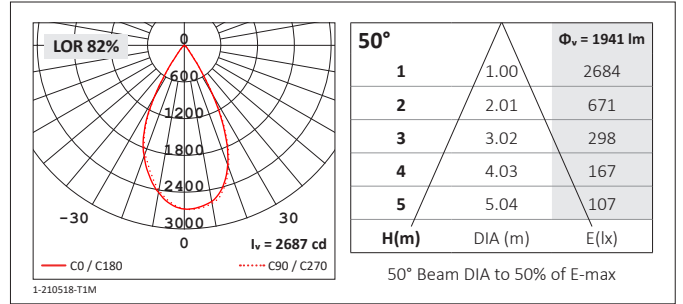 LOR 82%
0
600
1200
1800
2400
3000
-30
30
0
Iᵥ = 2687 cd
C0 / C180
C90 / C270
1-210518-T1M
50° Φᵥ = 1941 lm
1 1.00 2684
2 2.01 671
3 3.02 298
4 4.03 167
5 5.04 107
H(m) DIA (m) E(lx)
50° Beam DIA to 50% of E-max